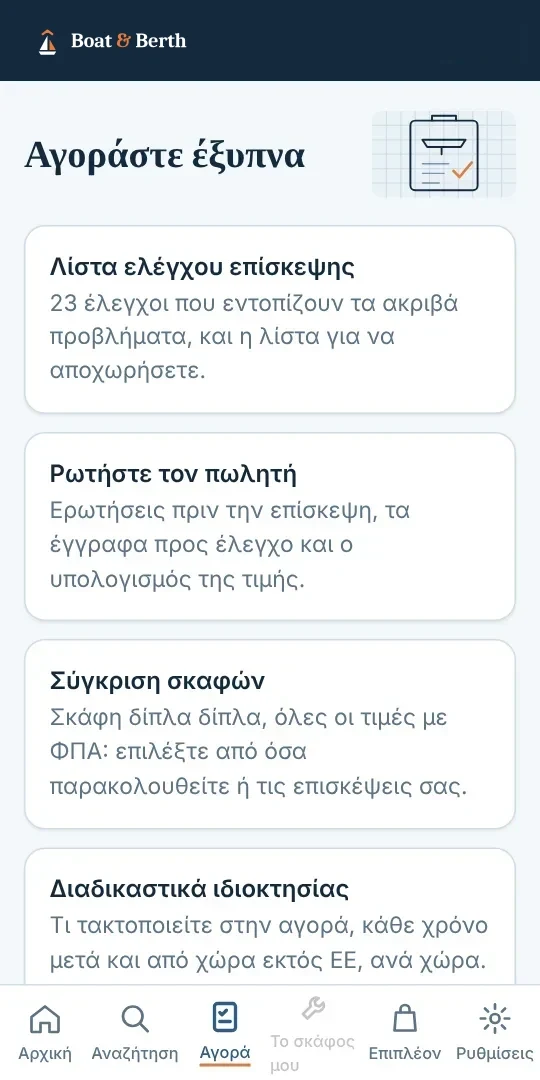 Boat & Berth
Αγοράστε έξυπνα
Λίστα ελέγχου επίσκεψης
23 έλεγχοι που εντοπίζουν τα ακριβά
προβλήματα, και η λίστα για να
αποχωρήσετε.
Ρωτήστε τον πωλητή
Ερωτήσεις πριν την επίσκεψη, τα
έγγραφα προς έλεγχο και ο
υπολογισμός της τιμής.
Σύγκριση σκαφών
Σκάφη δίπλα δίπλα, όλες οι τιμές με
ΦΠΑ: επιλέξτε από όσα
παρακολουθείτε ή τις επισκέψεις σας.
Διαδικαστικά ιδιοκτησίας
Τι τακτοποιείτε στην αγορά, κάθε χρόνο
μετά και από χώρα εκτός ΕΕ, ανά χώρα.
Αρχική
Αναζήτηση
Αγορά
Το σκάφος
μου
Επιπλέον
Ρυθμίσεις